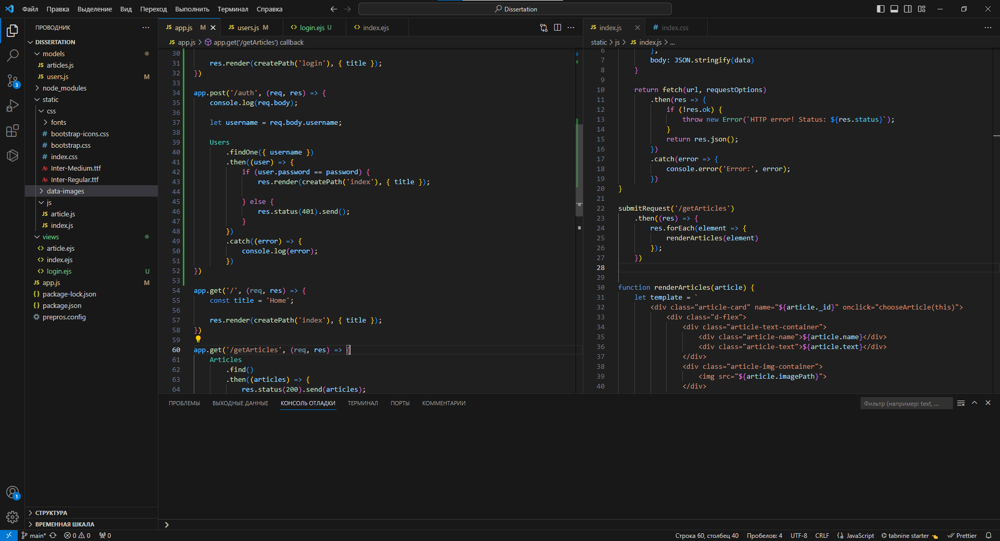 Файл Правка Выделение Вид Переход Выполнить Терминал Справка
Dissertation
ПРОВОДНИК
DISSERTATION
models
articles.js
users.js M
node_modules
static
css
fonts
# bootstrap-icons.css
# bootstrap.css
# index.css
Inter-Medium.ttf
Inter-Regular.ttf
data-images
js
JS article.js
JS index.js
views
<> article.ejs
<> index.ejs
<> login.ejs U
JS app.js M
{} package-lock.json
{} package.json
prepros.config
СТРУКТУРА
ВРЕМЕННАЯ ШКАЛА
JS app.js M
JS users.js M
<> login.ejs U
<> index.ejs
JS app.js > app.get('/getArticles') callback
30
31 res.render(createPath('login'), { title });
32 })
33
34 app.post('/auth', (req, res) => {
35 console.log(req.body);
36
37 let username = req.body.username;
38
39 Users
40 .findOne({ username })
41 .then((user) => {
42 if (user.password == password) {
43 res.render(createPath('index'), { title });
44
45 } else {
46 res.status(401).send();
47 }
48 })
49 .catch((error) => {
50 console.log(error);
51 })
52 })
53
54 app.get('/', (req, res) => {
55 const title = 'Home';
56
57 res.render(createPath('index'), { title });
58 })
59
60 app.get('/getArticles', (req, res) => {
61 Articles
62 .find()
63 .then((articles) => {
64 res.status(200).send(articles);
JS index.js
# index.css
static > js > JS index.js > ...
6 },
7 body: JSON.stringify(data)
8 }
9
10 return fetch(url, requestOptions)
11 .then(res => {
12 if (!res.ok) {
13 throw new Error(`HTTP error! Status: ${res.status}`);
14 }
15 return res.json();
16 })
17 .catch(error => {
18 console.error('Error:', error);
19 })
20 }
21
22 submitRequest('/getArticles')
23 .then((res) => {
24 res.forEach(element => {
25 renderArticles(element)
26 });
27 })
28
29
30 function renderArticles(article) {
31 let template = `
32 <div class="article-card" name="${article._id}" onclick="chooseArticle(this)">
33 <div class="d-flex">
34 <div class="article-text-container">
35 <div class="article-name">${article.name}</div>
36 <div class="article-text">${article.text}</div>
37 </div>
38 <div class="article-img-container">
39 <img src="${article.imagePath}">
40 </div>
ПРОБЛЕМЫ ВЫХОДНЫЕ ДАННЫЕ КОНСОЛЬ ОТЛАДКИ ТЕРМИНАЛ ПОРТЫ КОММЕНТАРИИ
Фильтр (например: text, ...
3
1
main* 0 0 0
Строка 60, столбец 40 Пробелов: 4 UTF-8 CRLF {} JavaScript tabnine starter Prettier